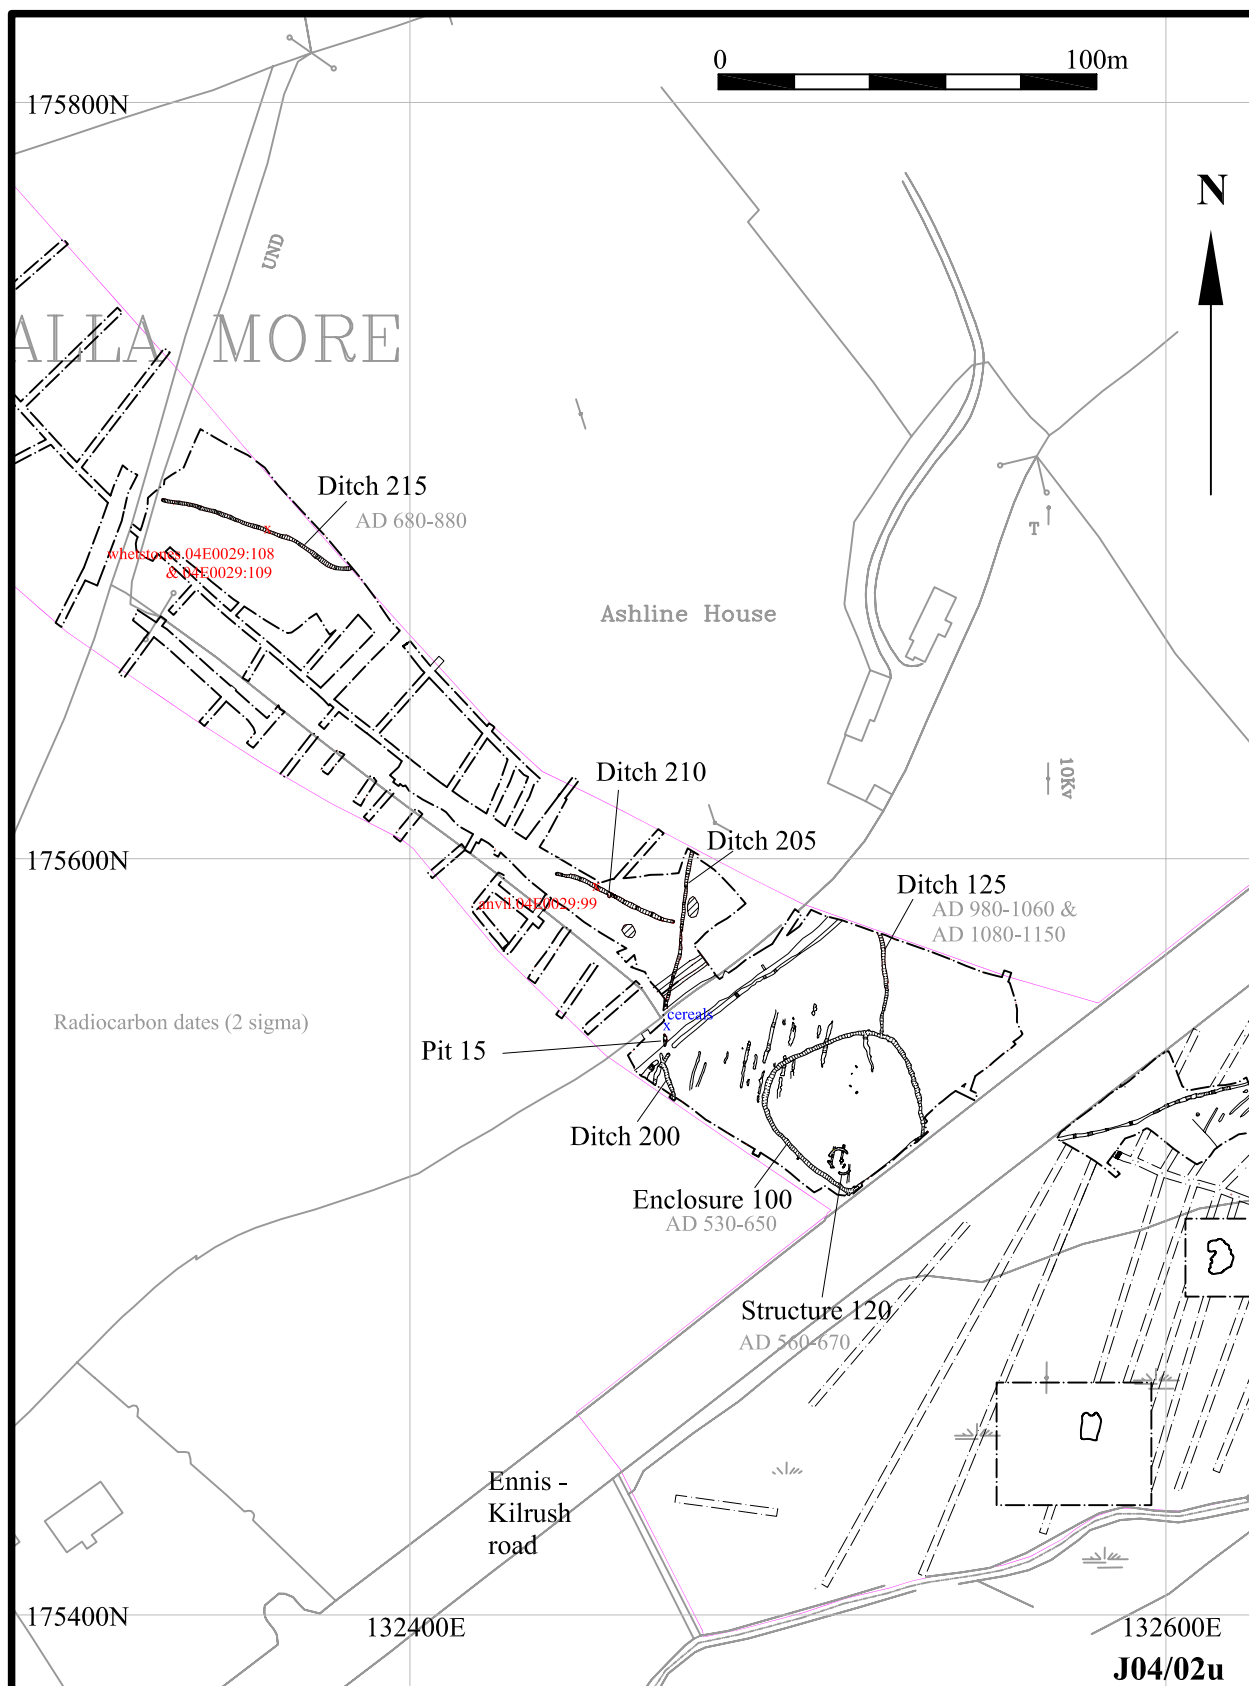 0 100m
175800N
N
UND
ALLA MORE
Ditch 215
AD 680-880
T
whetstones.04E0029:108
& 04E0029:109
Ashline House
Ditch 210
10Kv
Ditch 205
175600N
Ditch 125
anvil.04E0029:99
AD 980-1060 &
AD 1080-1150
cereals
x
Radiocarbon dates (2 sigma)
Pit 15
Ditch 200
Enclosure 100
AD 530-650
Structure 120
AD 560-670
Ennis -
Kilrush
road
175400N
132400E 132600E
J04/02u